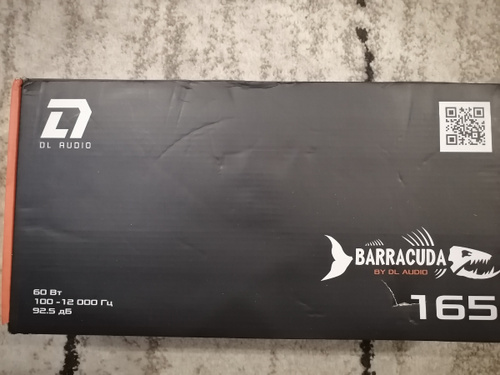 DL AUDIO
BARRACUDA
BY DL AUDIO
165
60 Вт
100 - 12 000 Гц
92.5 дБ